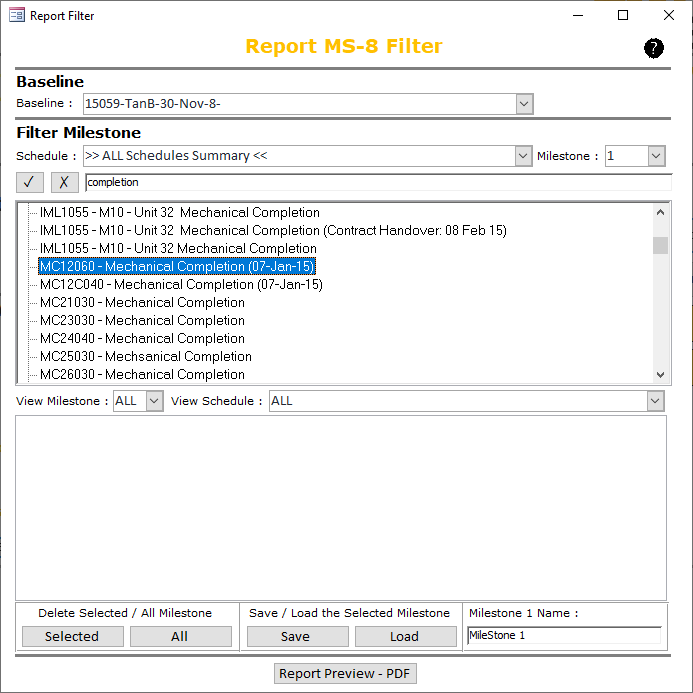 Report Filter
Report MS-8 Filter
?
Baseline
Baseline : 15059-TanB-30-Nov-8-
Filter Milestone
Schedule : >> ALL Schedules Summary << Milestone : 1
✓ X completion
IML1055 - M10 - Unit 32  Mechanical Completion
IML1055 - M10 - Unit 32  Mechanical Completion (Contract Handover: 08 Feb 15)
IML1055 - M10 - Unit 32 Mechanical Completion
MC12060 - Mechanical Completion (07-Jan-15)
MC12C040 - Mechanical Completion (07-Jan-15)
MC21030 - Mechanical Completion
MC23030 - Mechanical Completion
MC24040 - Mechanical Completion
MC25030 - Mechsanical Completion
MC26030 - Mechanical Completion
View Milestone : ALL View Schedule : ALL
Delete Selected / All Milestone Save / Load the Selected Milestone Milestone 1 Name :
Selected All Save Load MileStone 1
Report Preview - PDF